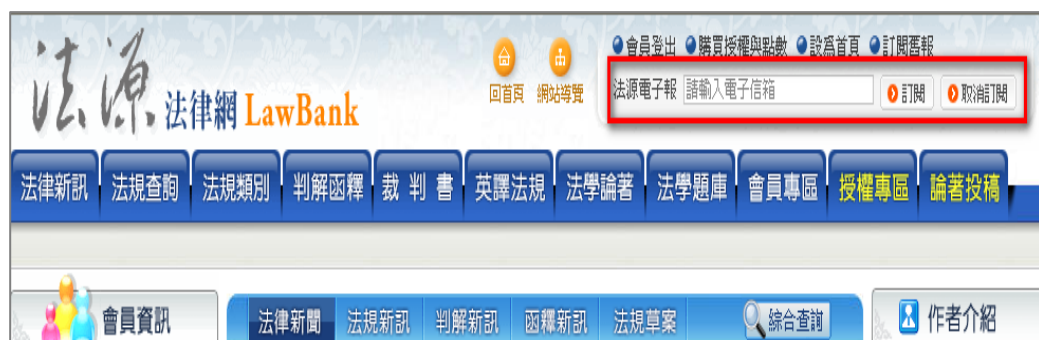 法源 法律網 LawBank
回首頁 網站導覽
會員登出 購買授權與點數 設為首頁 訂閱舊報
法源電子報 請輸入電子信箱 訂閱 取消訂閱
法律新訊 法規查詢 法規類別 判解函釋 裁判書 英譯法規 法學論著 法學題庫 會員專區 授權專區 論著投稿
會員資訊
法律新聞 法規新訊 判解新訊 函釋新訊 法規草案 綜合查詢
作者介紹